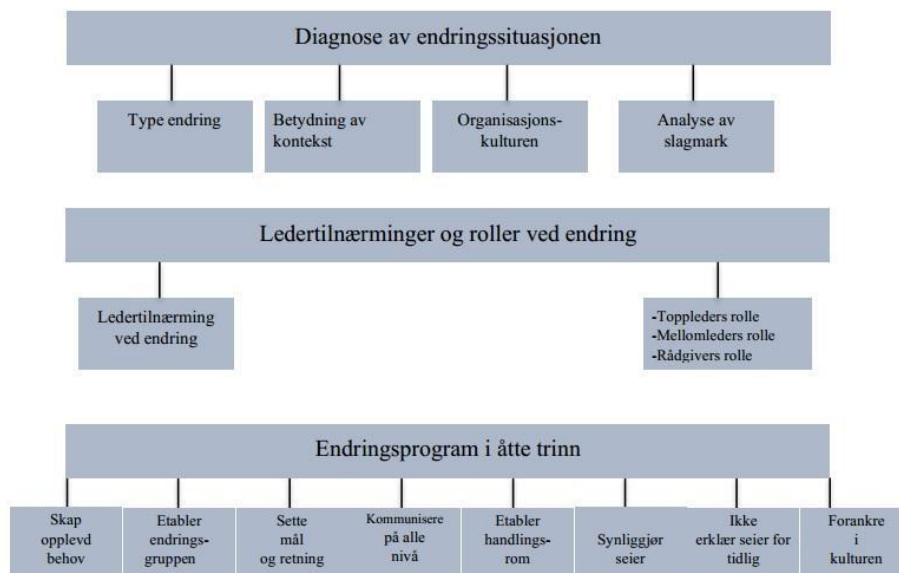 Diagnose av endringssituasjonen
Type endring
Betydning av
kontekst
Organisasjons-
kulturen
Analyse av
slagmark
Ledertilnærminger og roller ved endring
Ledertilnærming
ved endring
-Toppleders rolle
-Mellomleders rolle
-Rådgivers rolle
Endringsprogram i åtte trinn
Skap
opplevd
behov
Etabler
endrings-
gruppen
Sette
mål
og retning
Kommunisere
på alle
nivå
Etabler
handlings-
rom
Synliggjør
seier
Ikke
erklær seier for
tidlig
Forankre
i
kulturen